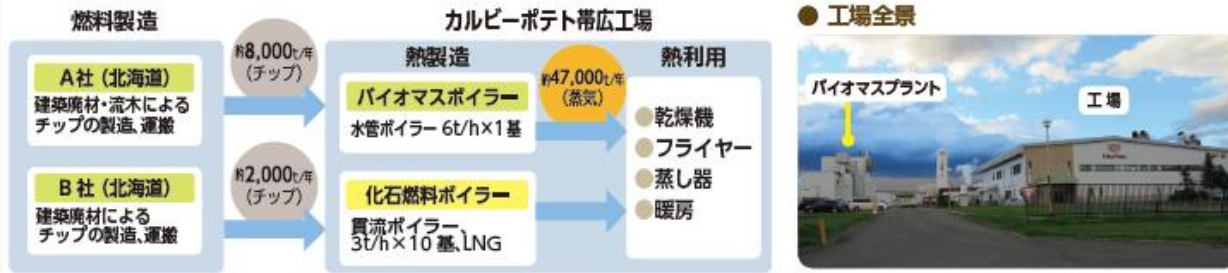 燃料製造
A社(北海道)
建築廃材・流木による
チップの製造、運搬
B社(北海道)
建築廃材による
チップの製造、運搬
約8,000t/年
(チップ)
約2,000t/年
(チップ)
カルビーポテト帯広工場
熱製造
バイオマスボイラー
水管ボイラー 6t/h×1基
化石燃料ボイラー
貫流ボイラー、
3t/h×10基、LNG
約47,000t/年
(蒸気)
熱利用
●乾燥機
●フライヤー
●蒸し器
●暖房
● 工場全景
バイオマスプラント
工場